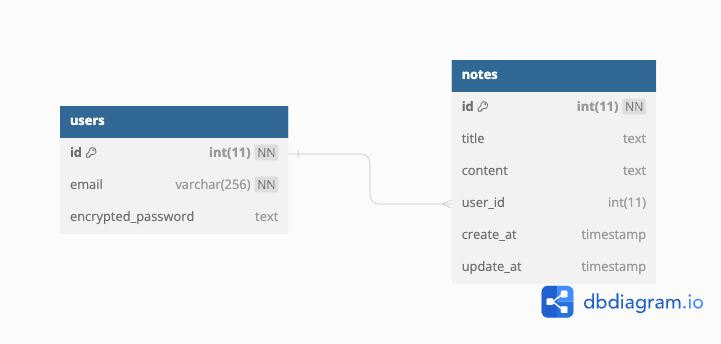 users
id int(11) NN
email varchar(256) NN
encrypted_password text
notes
id int(11) NN
title text
content text
user_id int(11)
create_at timestamp
update_at timestamp
dbdiagram.io